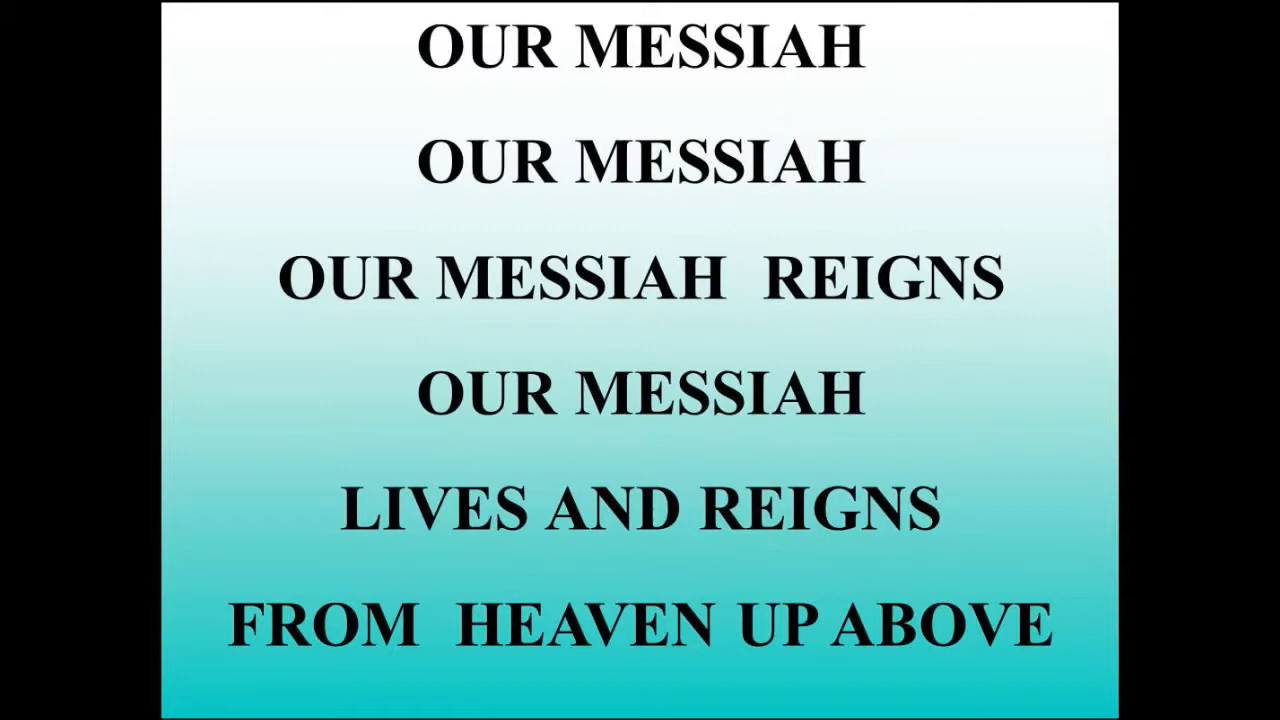 OUR MESSIAH
OUR MESSIAH
OUR MESSIAH  REIGNS
OUR MESSIAH
LIVES AND REIGNS
FROM  HEAVEN UP ABOVE